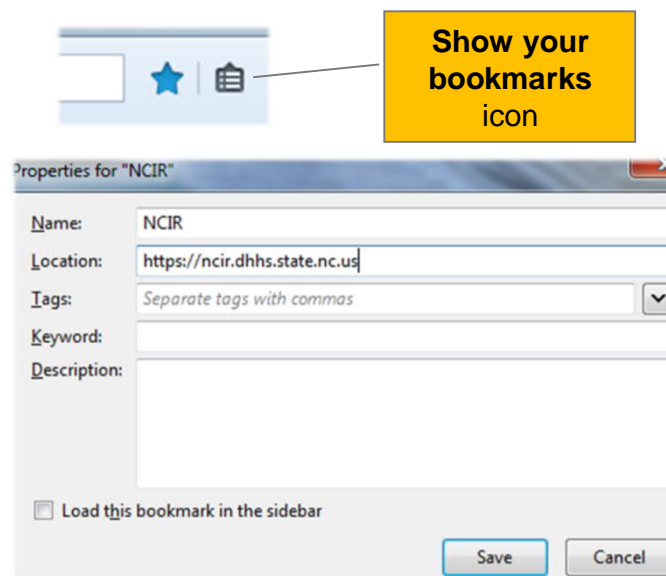 Show your
bookmarks
icon
Properties for "NCIR"
Name: NCIR
Location: https://ncir.dhhs.state.nc.us
Tags: Separate tags with commas
Keyword:
Description:
Load this bookmark in the sidebar
Save Cancel